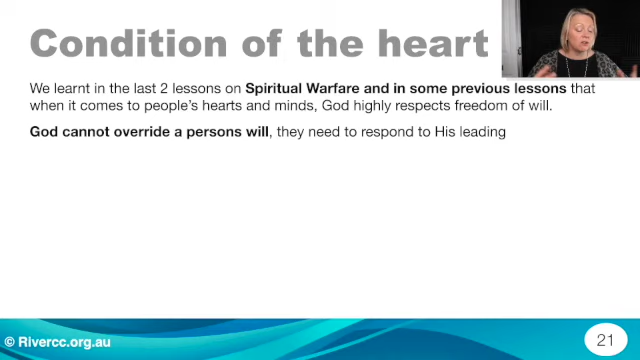 Condition of the heart
We learnt in the last 2 lessons on Spiritual Warfare and in some previous lessons that
when it comes to people's hearts and minds, God highly respects freedom of will.
God cannot override a persons will, they need to respond to His leading
© Rivercc.org.au
21